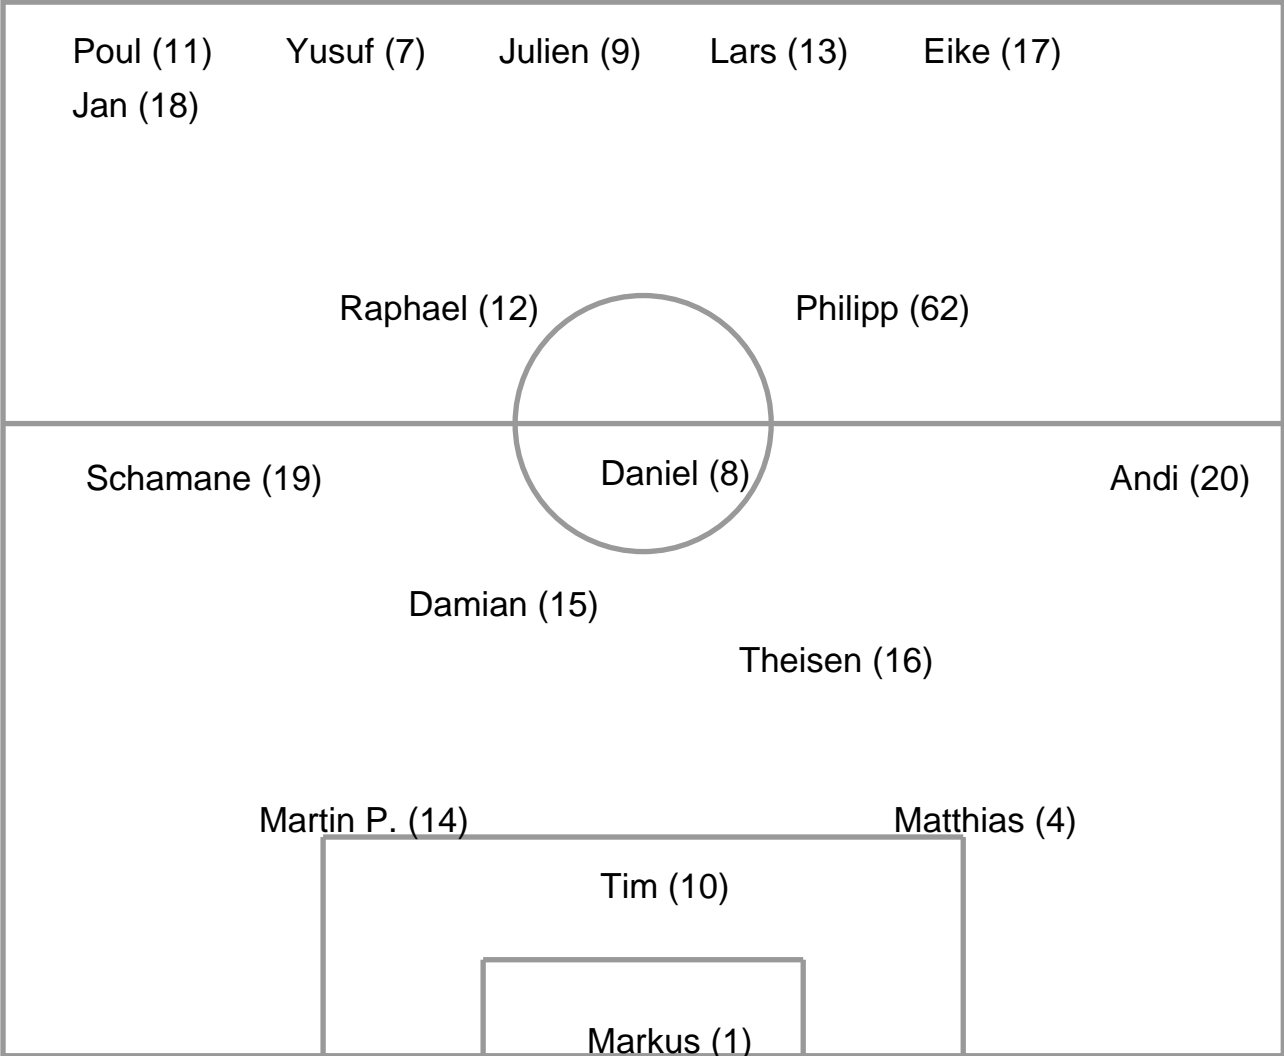 Poul (11) Yusuf (7) Julien (9) Lars (13) Eike (17)
Jan (18)
Raphael (12) Philipp (62)
Schamane (19) Daniel (8) Andi (20)
Damian (15)
Theisen (16)
Martin P. (14) Matthias (4)
Tim (10)
Markus (1)